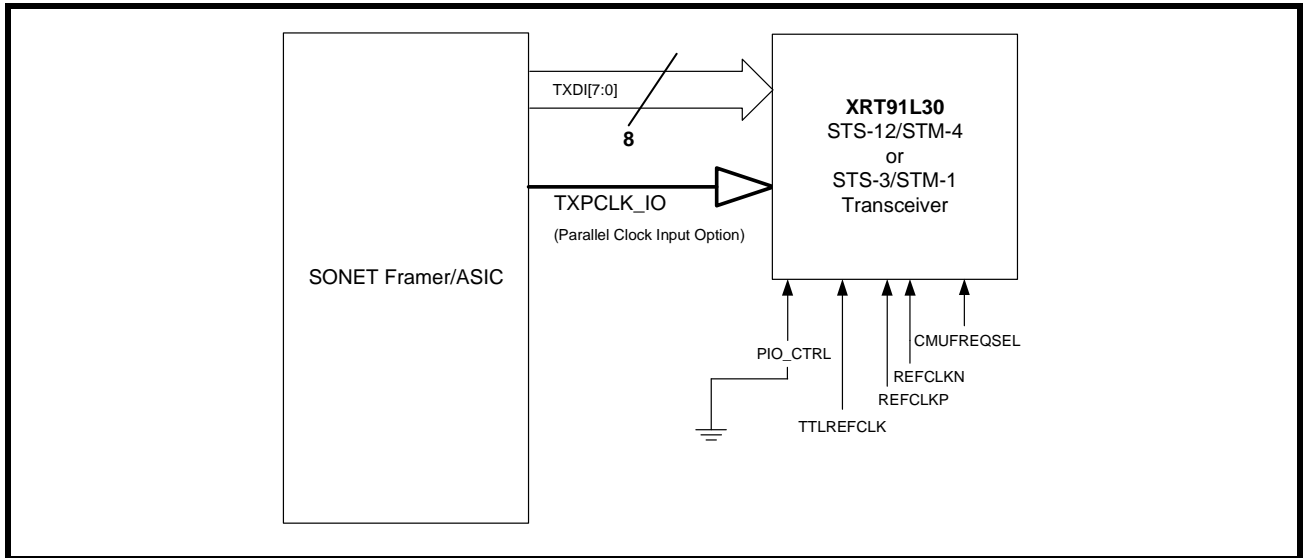 TXDI[7:0]
8
TXPCLK_IO
(Parallel Clock Input Option)
SONET Framer/ASIC
XRT91L30
STS-12/STM-4
or
STS-3/STM-1
Transceiver
PIO_CTRL
CMUFREQSEL
REFCLKN
REFCLKP
TTLREFCLK